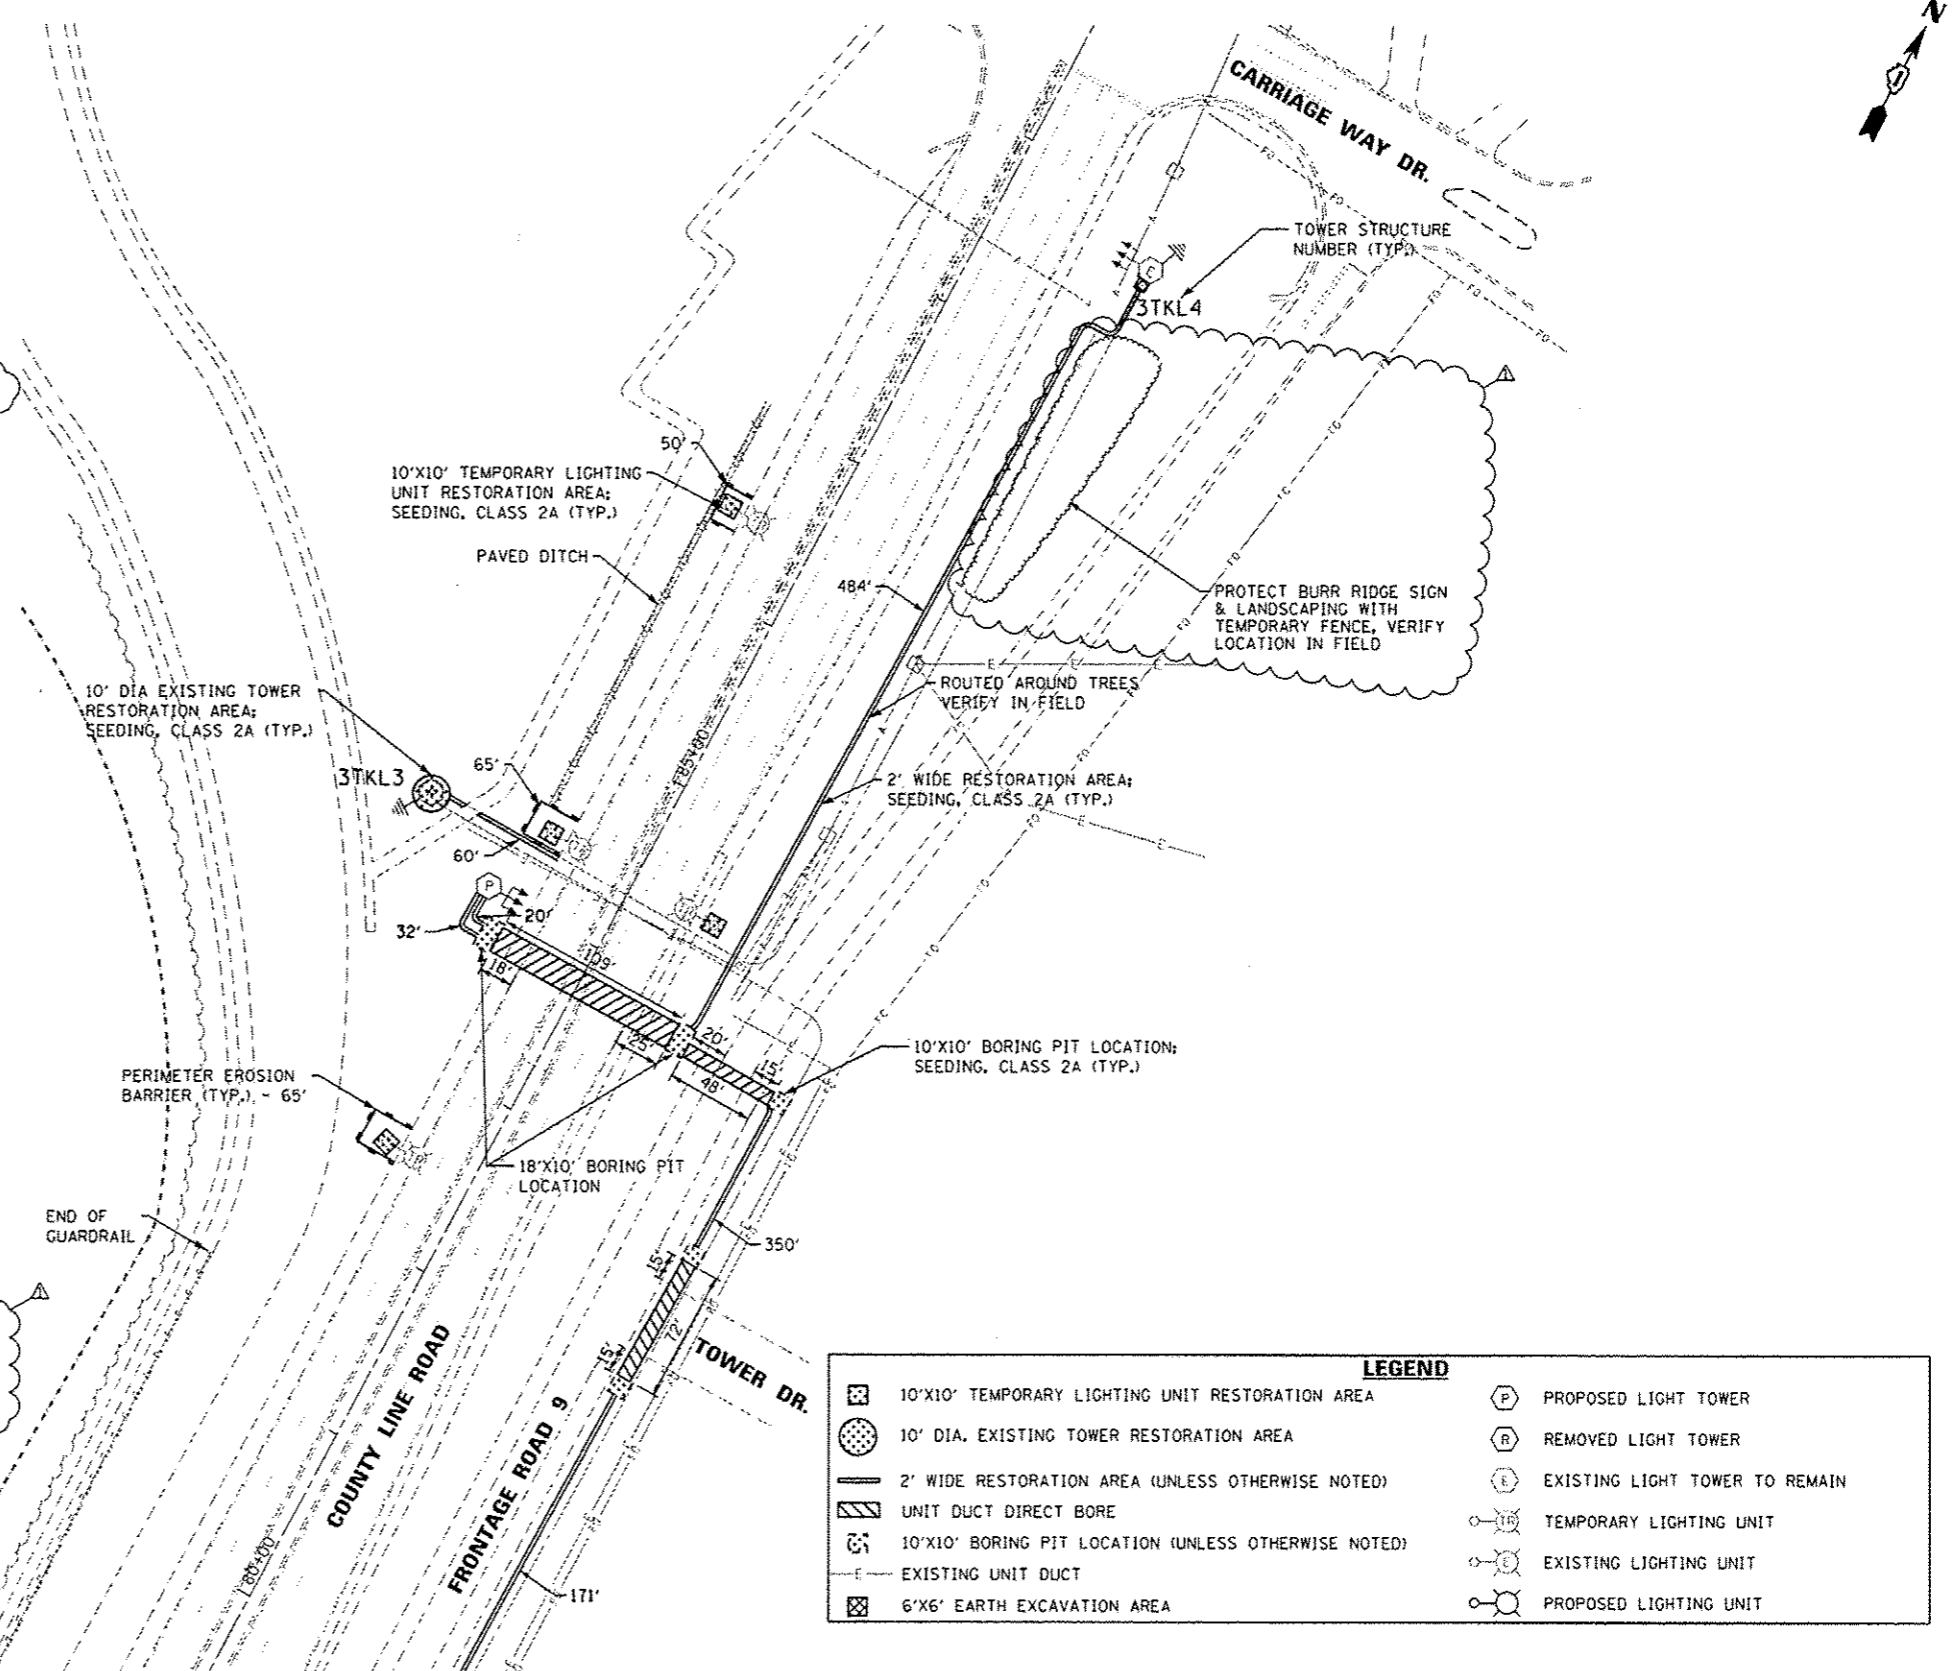 N
CARRIAGE WAY DR.
TOWER STRUCTURE
NUMBER (TYP.)
3TKL4
50'
10'X10' TEMPORARY LIGHTING
UNIT RESTORATION AREA;
SEEDING, CLASS 2A (TYP.)
PAVED DITCH
484'
PROTECT BURR RIDGE SIGN
& LANDSCAPING WITH
TEMPORARY FENCE, VERIFY
LOCATION IN FIELD
ROUTED AROUND TREES
VERIFY IN FIELD
10' DIA EXISTING TOWER
RESTORATION AREA;
SEEDING, CLASS 2A (TYP.)
3TKL3
65'
85+00
2' WIDE RESTORATION AREA;
SEEDING, CLASS 2A (TYP.)
60'
P
20'
32'
109'
18'
25'
20'
15'
48'
10'X10' BORING PIT LOCATION;
SEEDING, CLASS 2A (TYP.)
PERIMETER EROSION
BARRIER (TYP.) - 65'
18'X10' BORING PIT
LOCATION
END OF
GUARDRAIL
350'
15'
72'
15'
TOWER DR.
COUNTY LINE ROAD
FRONTAGE ROAD 9
80+00
171'
LEGEND
10'X10' TEMPORARY LIGHTING UNIT RESTORATION AREA
10' DIA. EXISTING TOWER RESTORATION AREA
2' WIDE RESTORATION AREA (UNLESS OTHERWISE NOTED)
UNIT DUCT DIRECT BORE
10'X10' BORING PIT LOCATION (UNLESS OTHERWISE NOTED)
E EXISTING UNIT DUCT
6'X6' EARTH EXCAVATION AREA
P PROPOSED LIGHT TOWER
R REMOVED LIGHT TOWER
E EXISTING LIGHT TOWER TO REMAIN
TR TEMPORARY LIGHTING UNIT
E EXISTING LIGHTING UNIT
PROPOSED LIGHTING UNIT